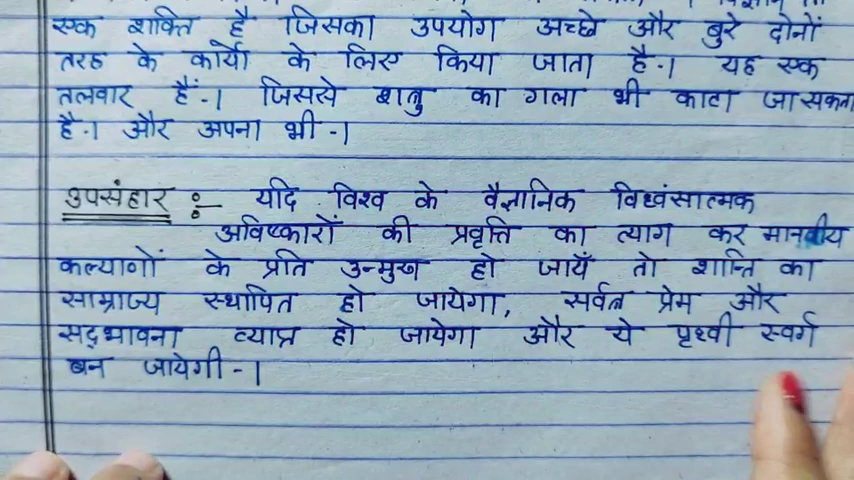 एक शक्ति है जिसका उपयोग अच्छे और बुरे दोनों
तरह के कार्यो के लिए किया जाता है.। यह एक
तलवार हैं.। जिससे शत्रु का गला भी काटा जा सकता
है.। और अपना भी -।
उपसंहार :- यदि विश्व के वैज्ञानिक विध्वंसात्मक
अविष्कारों की प्रवृत्ति का त्याग कर मानवीय
कल्याणों के प्रति उन्मुख हो जायें तो शान्ति का
साम्राज्य स्थापित हो जायेगा, सर्वत्र प्रेम और
सद्भावना व्याप्त हो जायेगा और ये पृथ्वी स्वर्ग
बन जायेगी -।